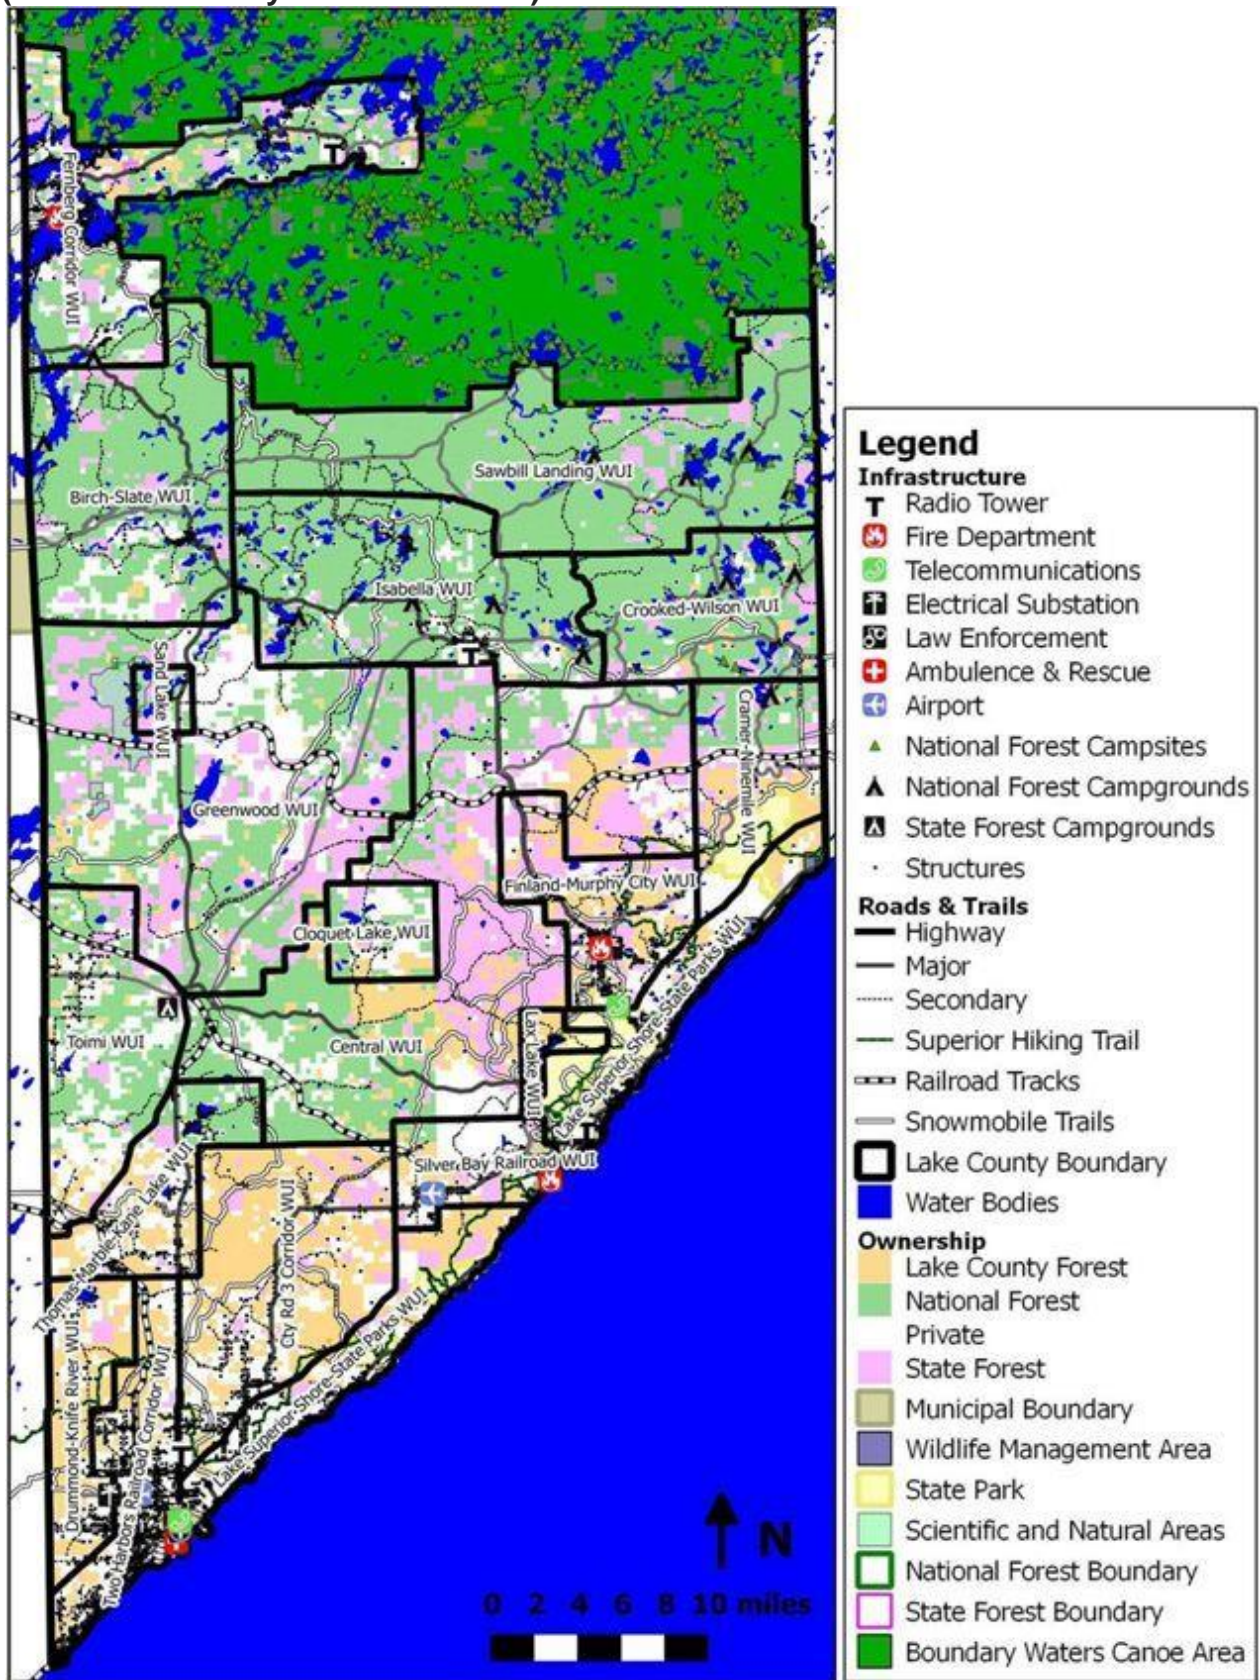 Fernberg Corridor WUI
Sawbill Landing WUI
Birch-Slate WUI
Isabella WUI
Crooked-Wilson WUI
Sand Lake WUI
Cramer-Ninemile WUI
Greenwood WUI
Finland-Murphy City WUI
Cloquet Lake WUI
Lake Superior Shore-State Parks WUI
Toimi WUI
Central WUI
Lax Lake WUI
Silver Bay Railroad WUI
Thomas-Marble-Kane Lake WUI
Cty Rd 3 Corridor WUI
Drummond-Knife River WUI
Two Harbors Railroad Corridor WUI
Lake Superior Shore-State Parks WUI
N
0 2 4 6 8 10 miles
Legend
Infrastructure
Radio Tower
Fire Department
Telecommunications
Electrical Substation
Law Enforcement
Ambulance & Rescue
Airport
National Forest Campsites
National Forest Campgrounds
State Forest Campgrounds
Structures
Roads & Trails
Highway
Major
Secondary
Superior Hiking Trail
Railroad Tracks
Snowmobile Trails
Lake County Boundary
Water Bodies
Ownership
Lake County Forest
National Forest
Private
State Forest
Municipal Boundary
Wildlife Management Area
State Park
Scientific and Natural Areas
National Forest Boundary
State Forest Boundary
Boundary Waters Canoe Area